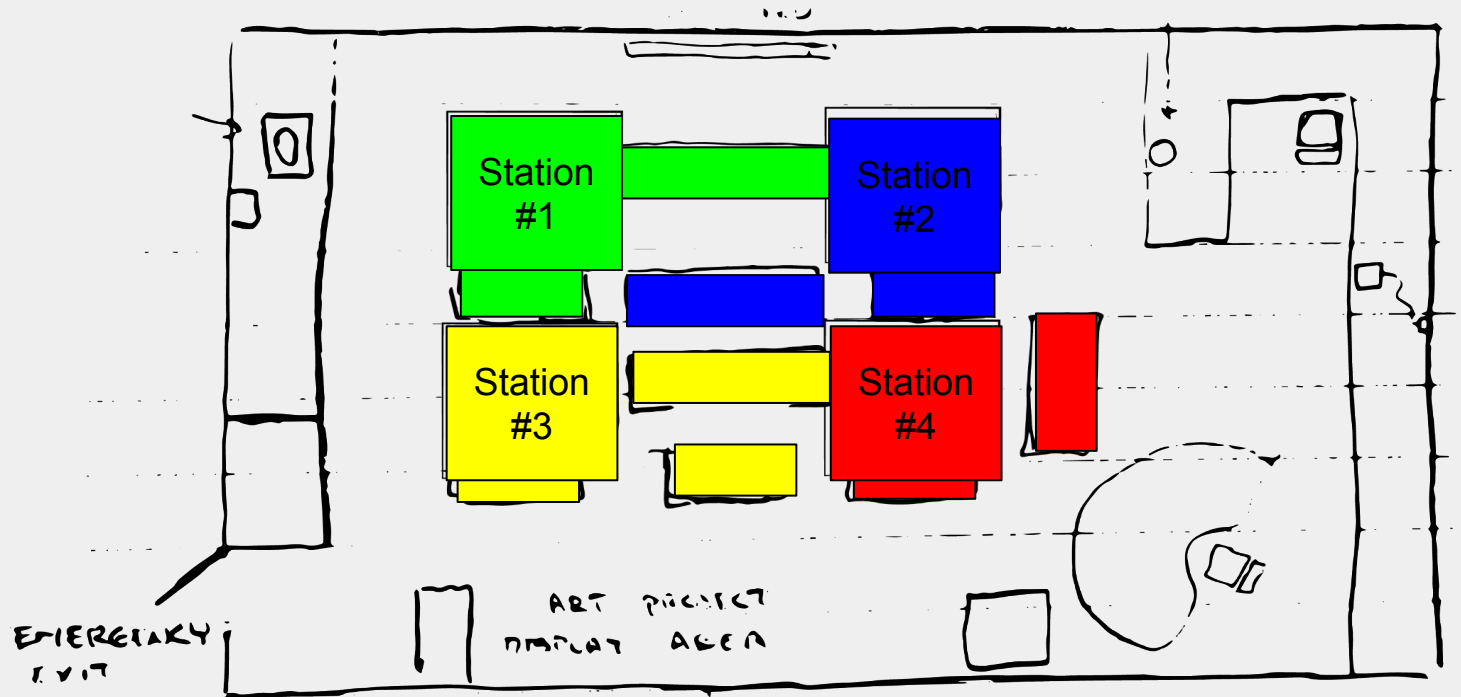 Station
#1
Station
#2
Station
#3
Station
#4
ART PROJECT
DISPLAY AREA
EMERGENCY
EXIT